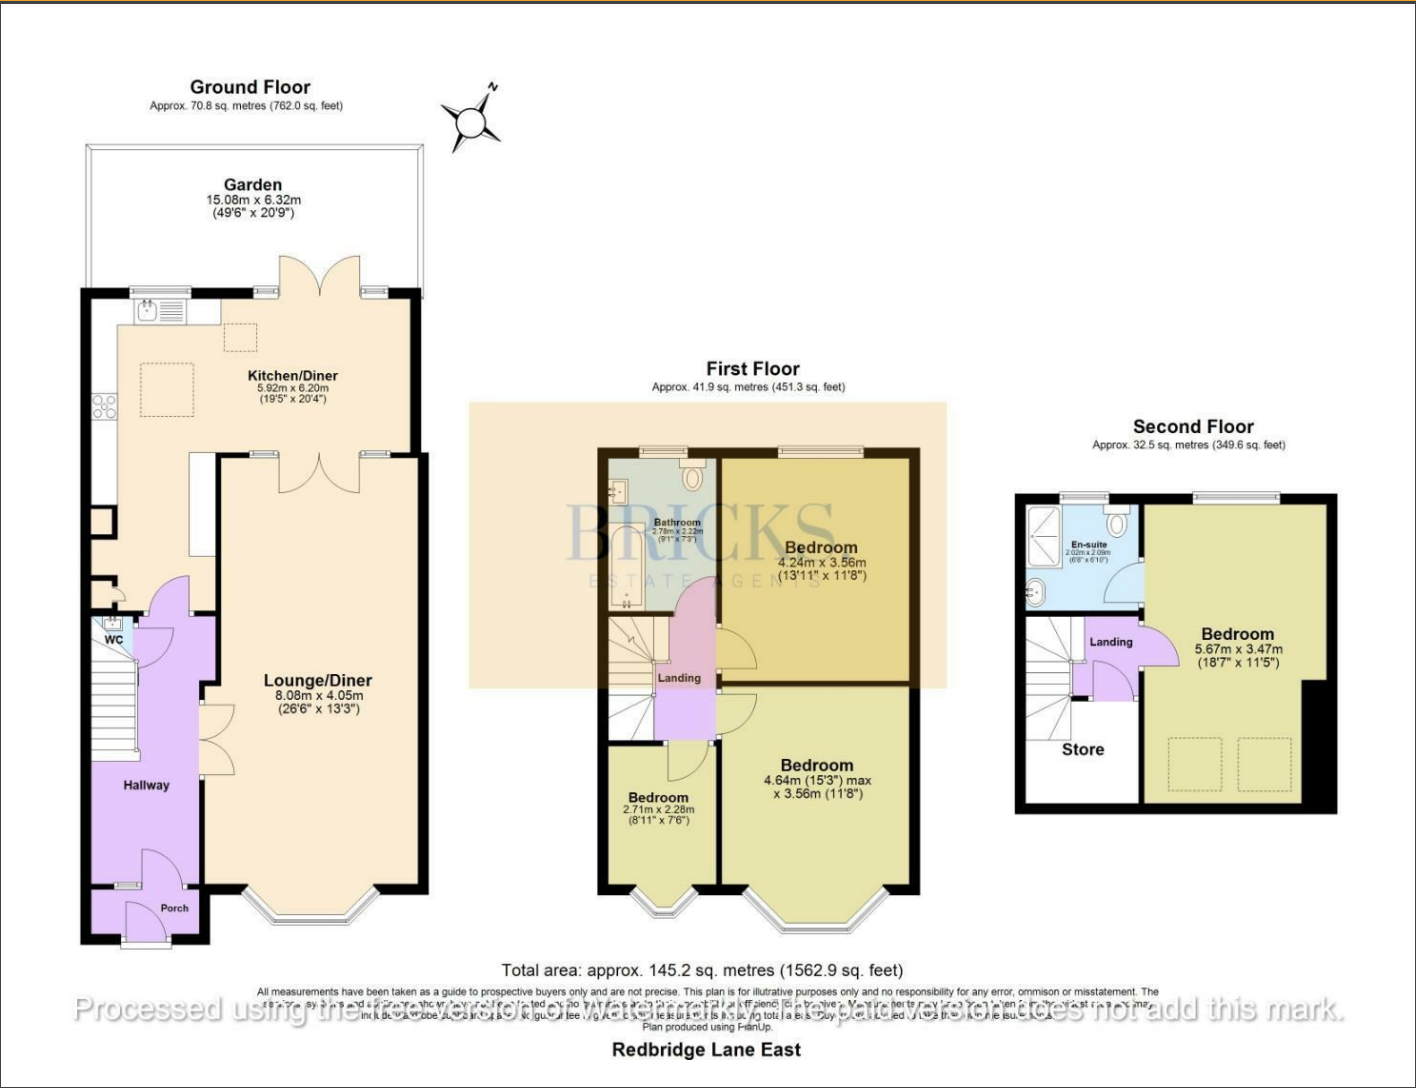 Ground Floor
Approx. 70.8 sq. metres (762.0 sq. feet)
N
Garden
15.08m x 6.32m
(49'6" x 20'9")
Kitchen/Diner
5.92m x 6.20m
(19'5" x 20'4")
WC
Lounge/Diner
8.08m x 4.05m
(26'6" x 13'3")
Hallway
Porch
First Floor
Approx. 41.9 sq. metres (451.3 sq. feet)
BRICKS
ESTATE AGENTS
Bathroom
2.78m x 2.22m
(9'1" x 7'3")
Bedroom
4.24m x 3.56m
(13'11" x 11'8")
Landing
Bedroom
4.64m (15'3") max
x 3.56m (11'8")
Bedroom
2.71m x 2.28m
(8'11" x 7'6")
Second Floor
Approx. 32.5 sq. metres (349.6 sq. feet)
En-suite
2.02m x 2.09m
(6'8" x 6'10")
Landing
Bedroom
5.67m x 3.47m
(18'7" x 11'5")
Store
Total area: approx. 145.2 sq. metres (1562.9 sq. feet)
All measurements have been taken as a guide to prospective buyers only and are not precise. This plan is for illustrative purposes only and no responsibility for any error, ommison or misstatement. The
Processed using the free version of Watermarkly. The paid version does not add this mark.
Plan produced using PlanUp.
Redbridge Lane East